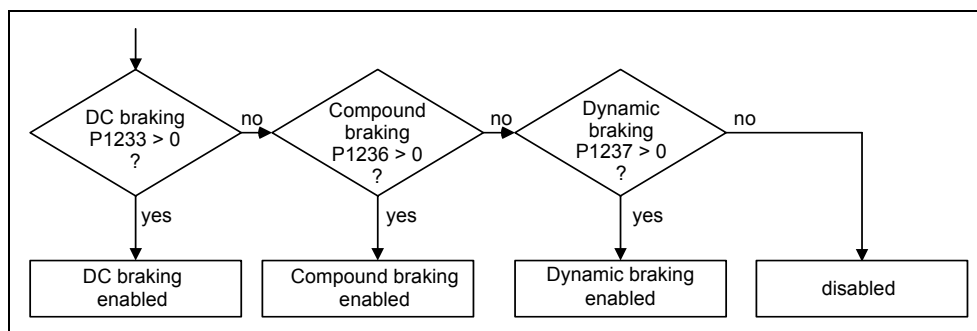 DC braking
P1233 > 0
?
no
Compound
braking
P1236 > 0
?
no
Dynamic
braking
P1237 > 0
?
no
yes
yes
yes
DC braking
enabled
Compound braking
enabled
Dynamic braking
enabled
disabled